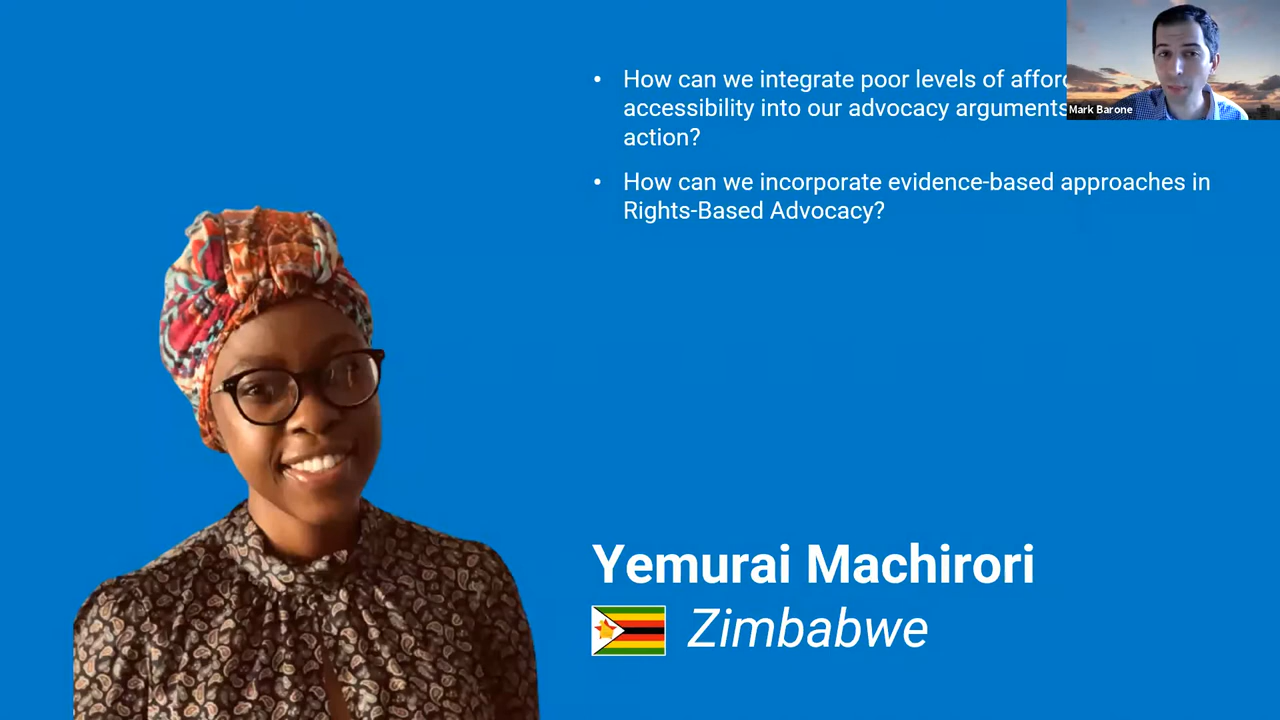 • How can we integrate poor levels of
accessibility into our advocacy arguments
action?
• How can we incorporate evidence-based approaches in
Rights-Based Advocacy?
Mark Barone
Yemurai Machirori
Zimbabwe